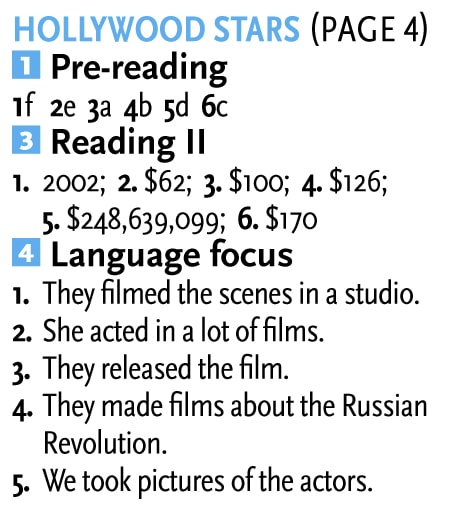 HOLLYWOOD STARS (PAGE 4)
1 Pre-reading
1f 2e 3a 4b 5d 6c
3 Reading II
1. 2002; 2. $62; 3. $100; 4. $126;
5. $248,639,099; 6. $170
4 Language focus
1. They filmed the scenes in a studio.
2. She acted in a lot of films.
3. They released the film.
4. They made films about the Russian
Revolution.
5. We took pictures of the actors.